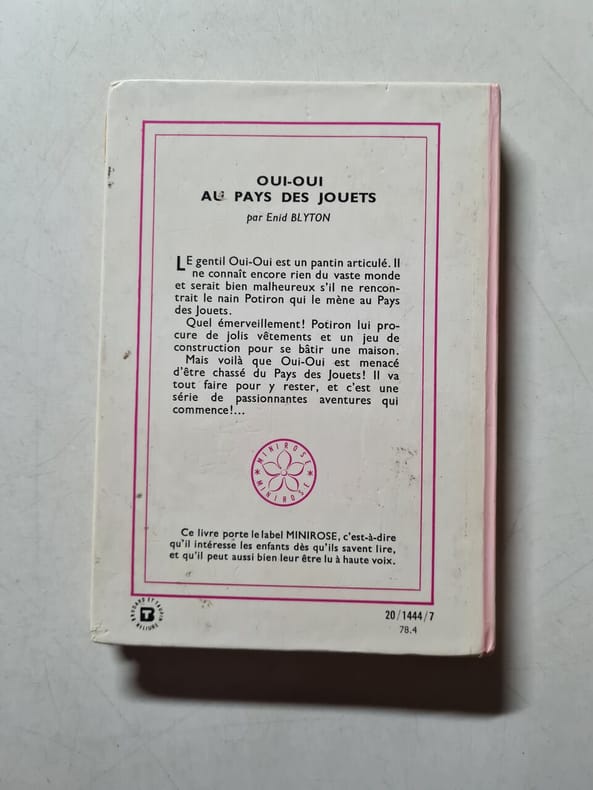 OUI-OUI
AU PAYS DES JOUETS
par Enid BLYTON
LE gentil Oui-Oui est un pantin articulé. Il
ne connaît encore rien du vaste monde
et serait bien malheureux s'il ne rencon-
trait le nain Potiron qui le mène au Pays
des Jouets.
Quel émerveillement! Potiron lui pro-
cure de jolis vêtements et un jeu de
construction pour se bâtir une maison.
Mais voilà que Oui-Oui est menacé
d'être chassé du Pays des Jouets! Il va
tout faire pour y rester, et c'est une
série de passionnantes aventures qui
commence!...
MINIROSE
MINIROSE
Ce livre porte le label MINIROSE, c'est-à-dire
qu'il intéresse les enfants dès qu'ils savent lire,
et qu'il peut aussi bien leur être lu à haute voix.
BRODARD ET TAUPIN
RELIURE
20/1444/7
78.4